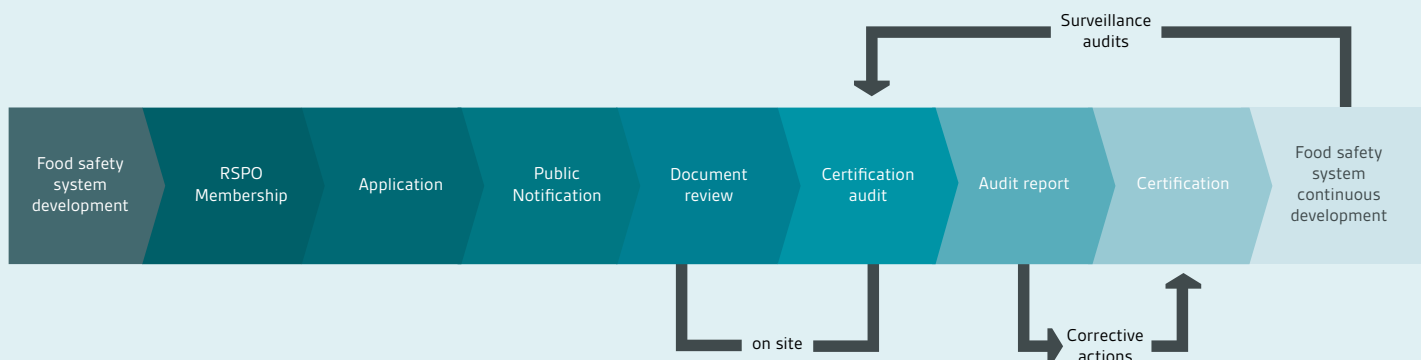 Surveillance
audits
Food safety
system
development
RSPO
Membership
Application
Public
Notification
Document
review
Certification
audit
Audit report
Certification
Food safety
system
continuous
development
on site
Corrective
actions